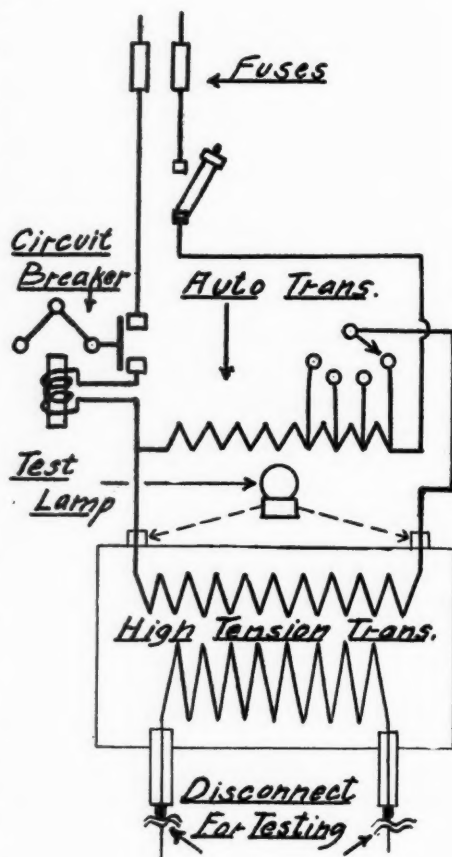 Fuses
Circuit
Breaker
Auto Trans.
Test
Lamp
High Tension Trans.
Disconnect
For Testing